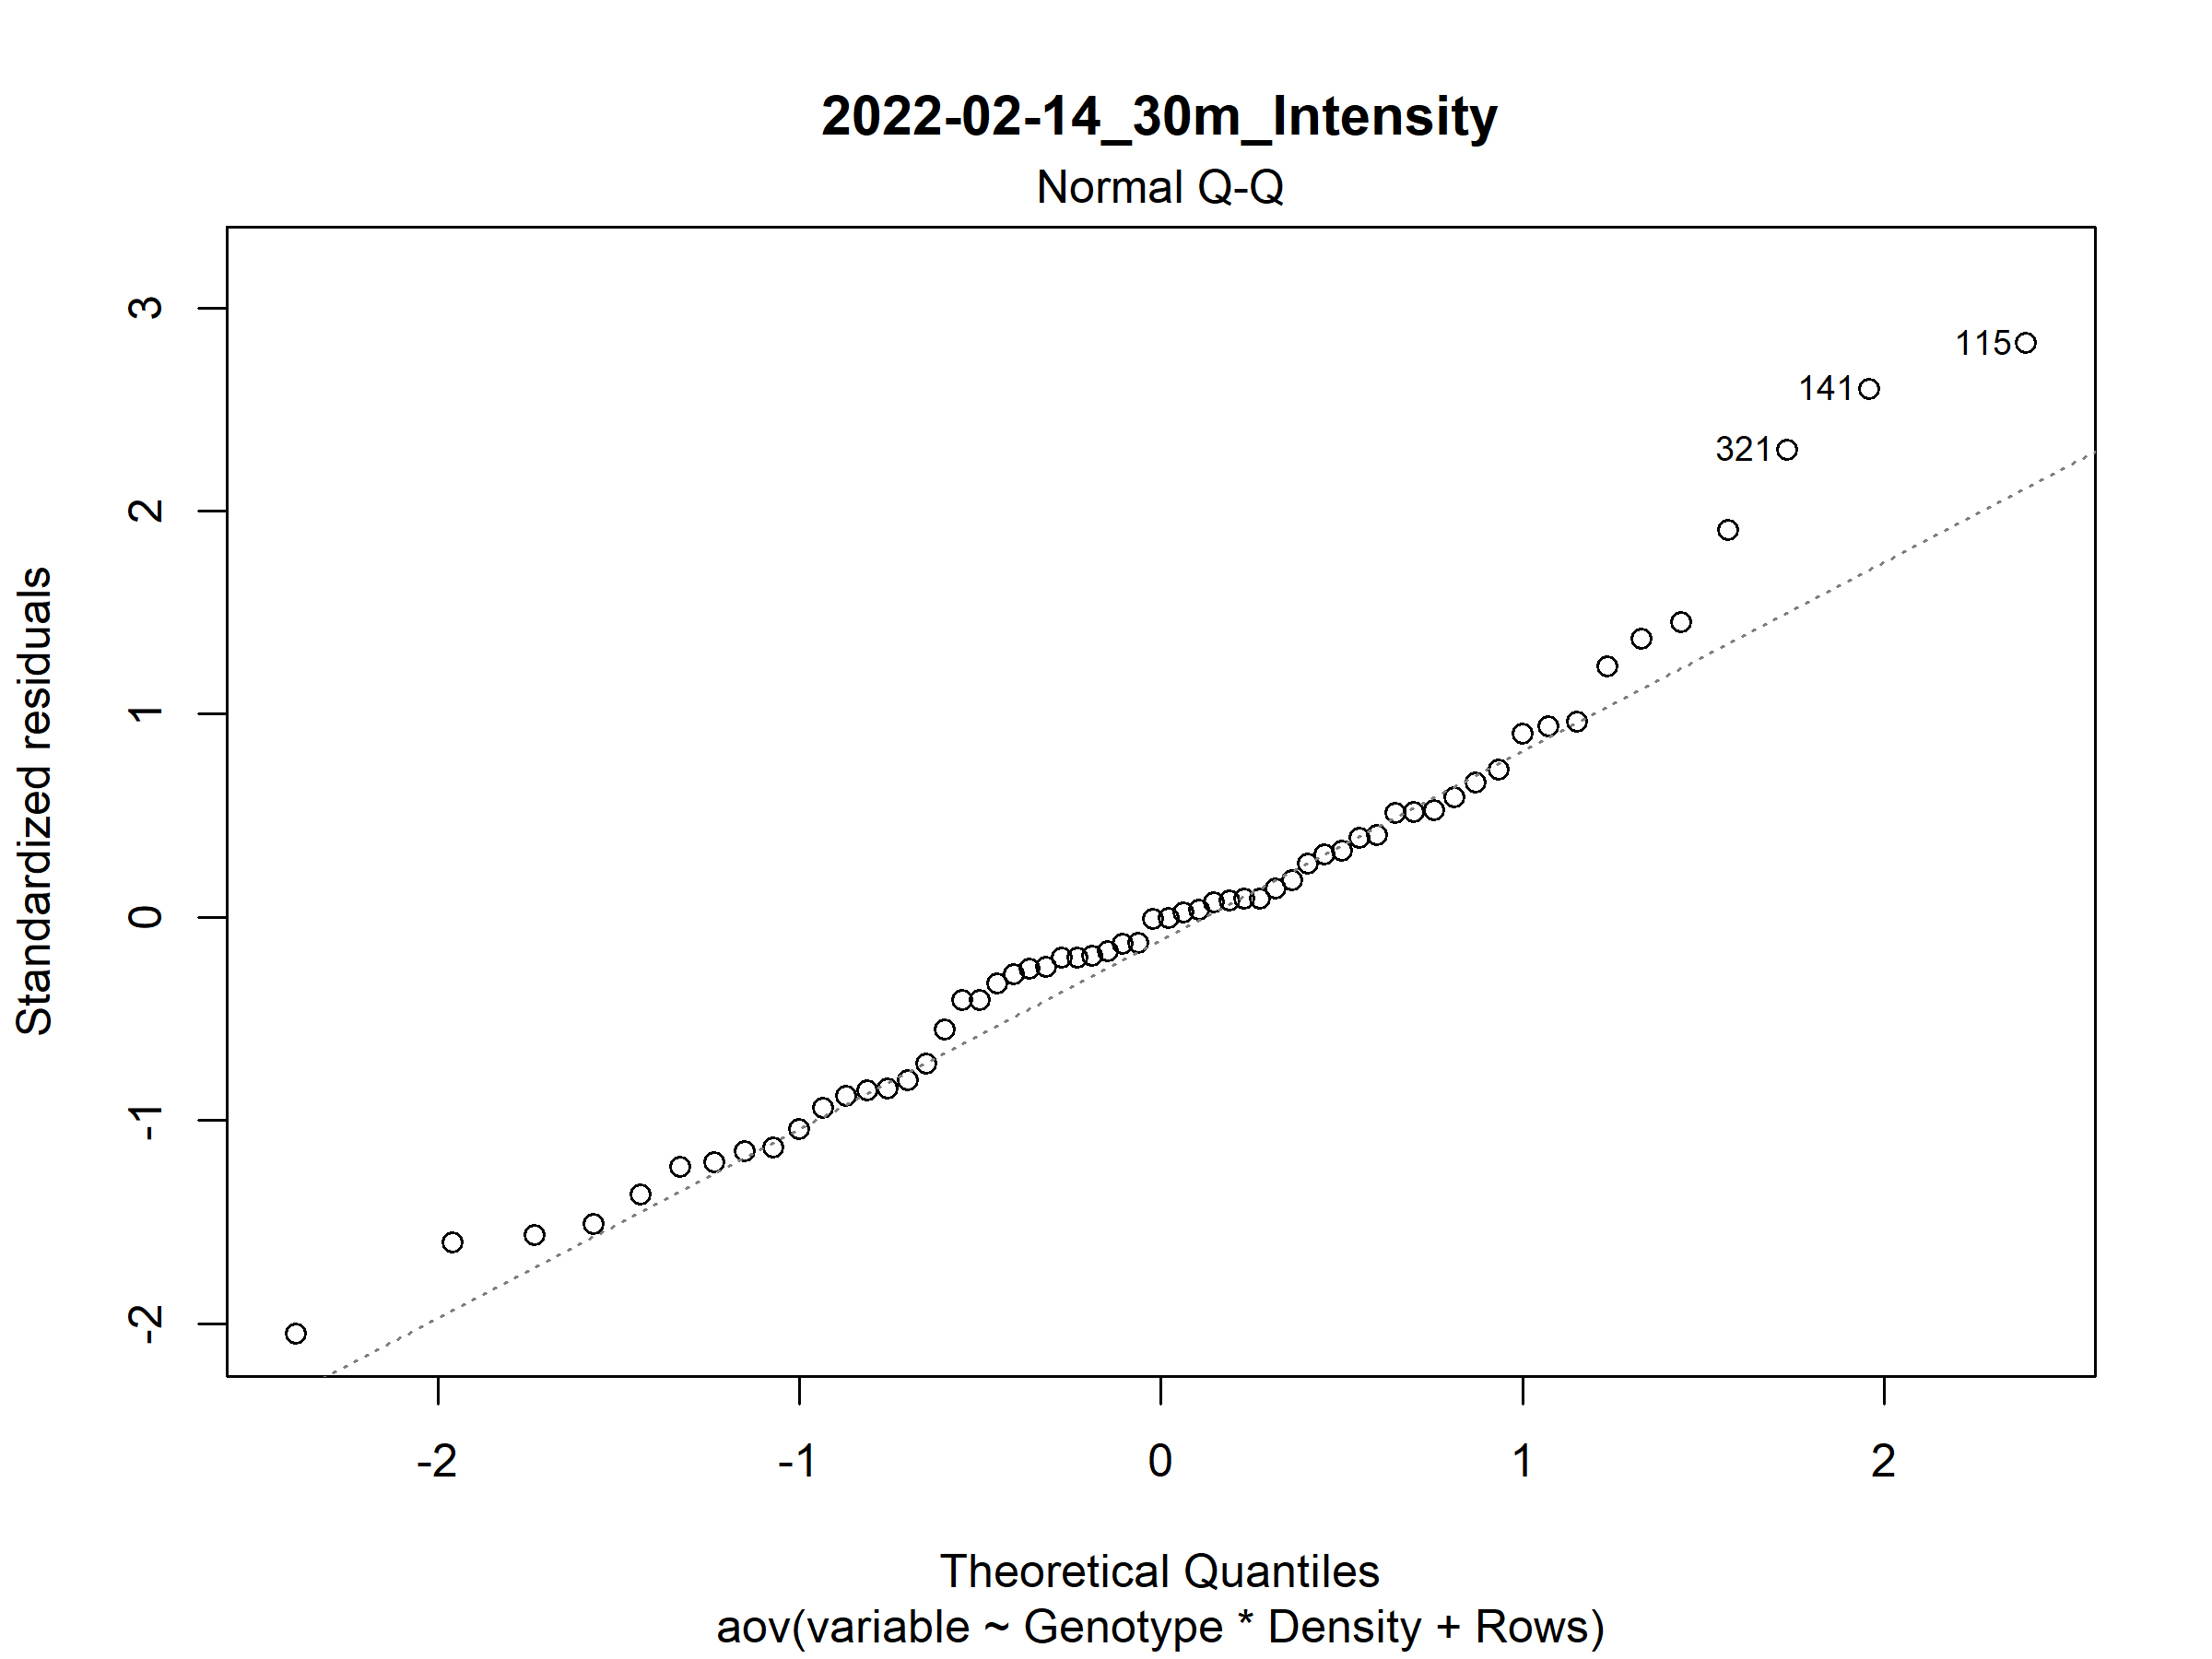 2022-02-14_30m_Intensity
Normal Q-Q
Standardized residuals
3
2
1
0
-1
-2
115
141
321
-2
-1
0
1
2
Theoretical Quantiles
aov(variable ~ Genotype * Density + Rows)